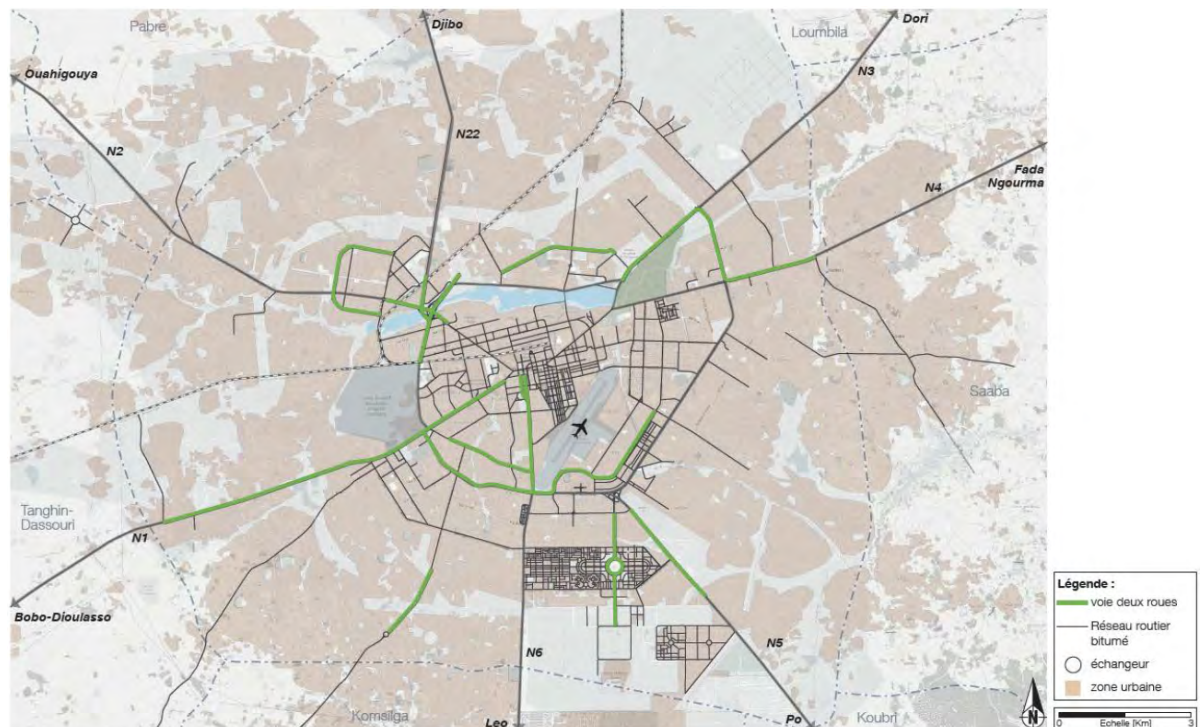 Pabre
Djibo
Loumbila
Dori
Ouahigouya
N3
N2
N22
Fada
Ngourma
N4
Saaba
Tanghin-
Dassouri
N1
Bobo-Dioulasso
N6
N5
Komsilga
Leo
Po
Koubri
N
Légende :
voie deux roues
Réseau routier
bitumé
échangeur
zone urbaine
0 Echelle [Km] 3